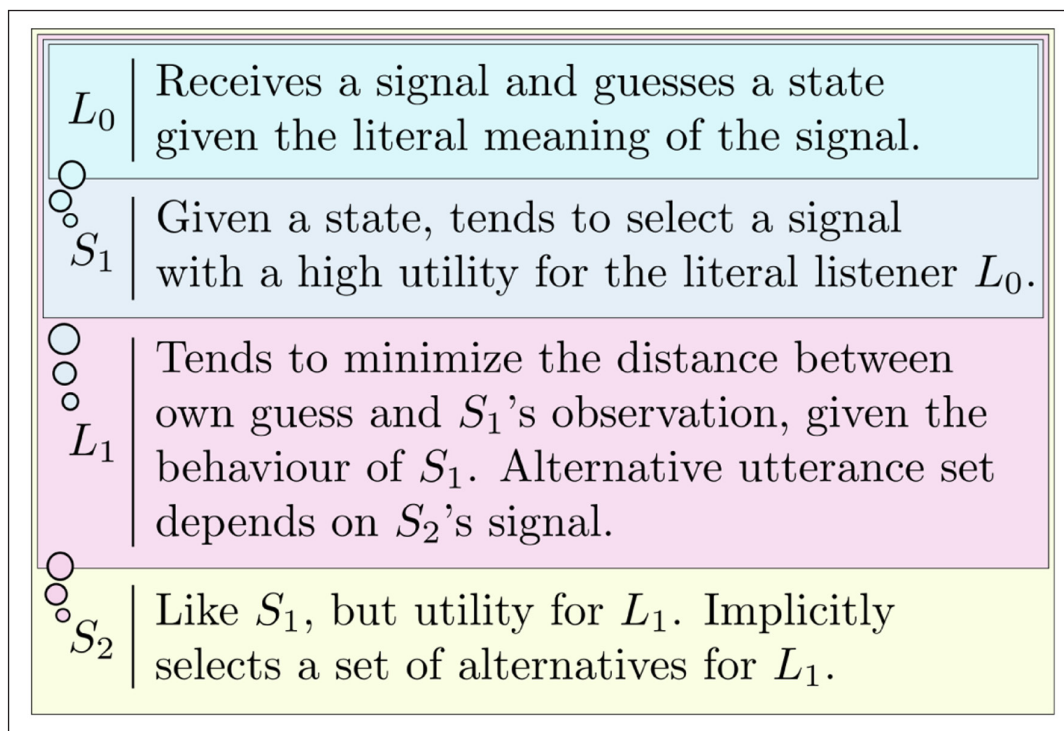 L₀ Receives a signal and guesses a state
given the literal meaning of the signal.
S₁ Given a state, tends to select a signal
with a high utility for the literal listener L₀.
L₁ Tends to minimize the distance between
own guess and S₁'s observation, given the
behaviour of S₁. Alternative utterance set
depends on S₂'s signal.
S₂ Like S₁, but utility for L₁. Implicitly
selects a set of alternatives for L₁.